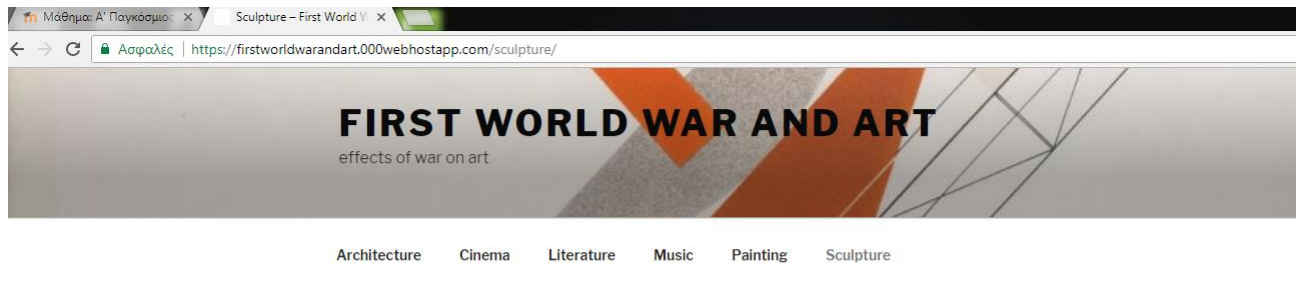 Μάθημα: Α' Παγκόσμιος
Sculpture – First World W
Ασφαλές | https://firstworldwarandart.000webhostapp.com/sculpture/
FIRST WORLD WAR AND ART
effects of war on art
Architecture Cinema Literature Music Painting Sculpture